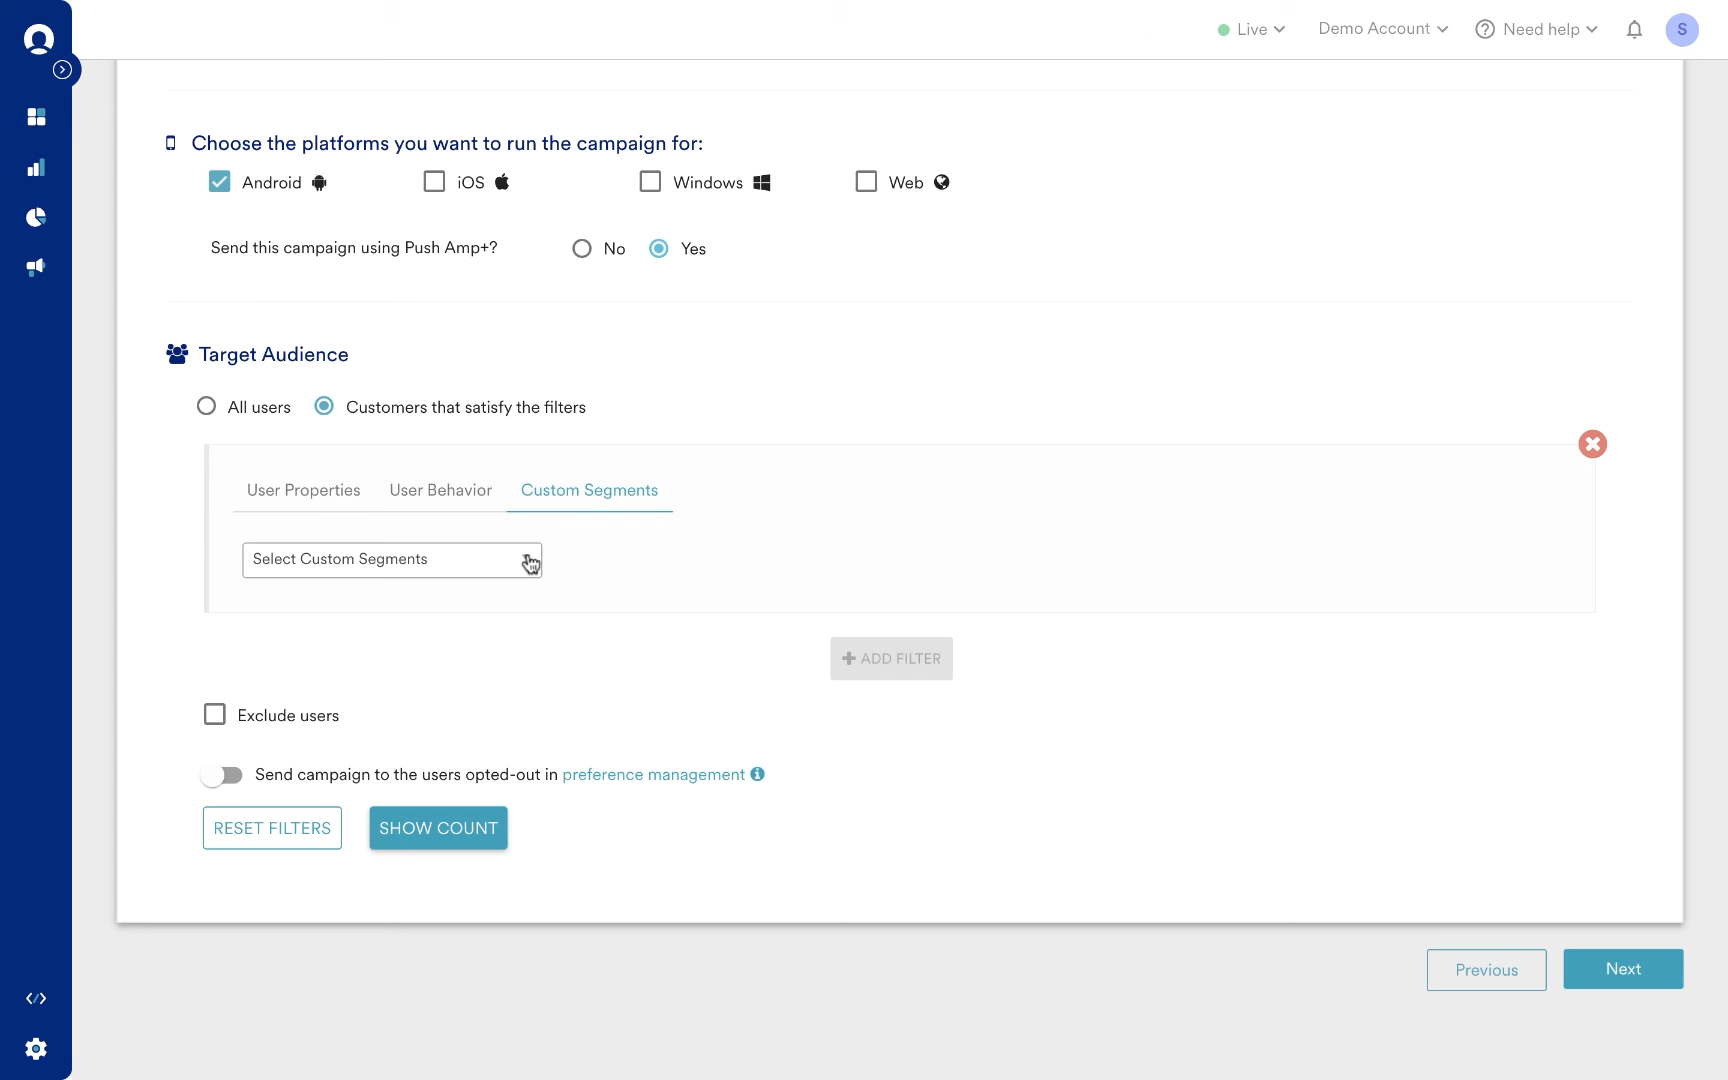 Live
Demo Account
Need help
S
Choose the platforms you want to run the campaign for:
Android
iOS
Windows
Web
Send this campaign using Push Amp+?
No
Yes
Target Audience
All users
Customers that satisfy the filters
User Properties
User Behavior
Custom Segments
Select Custom Segments
ADD FILTER
Exclude users
Send campaign to the users opted-out in preference management
RESET FILTERS
SHOW COUNT
Previous
Next